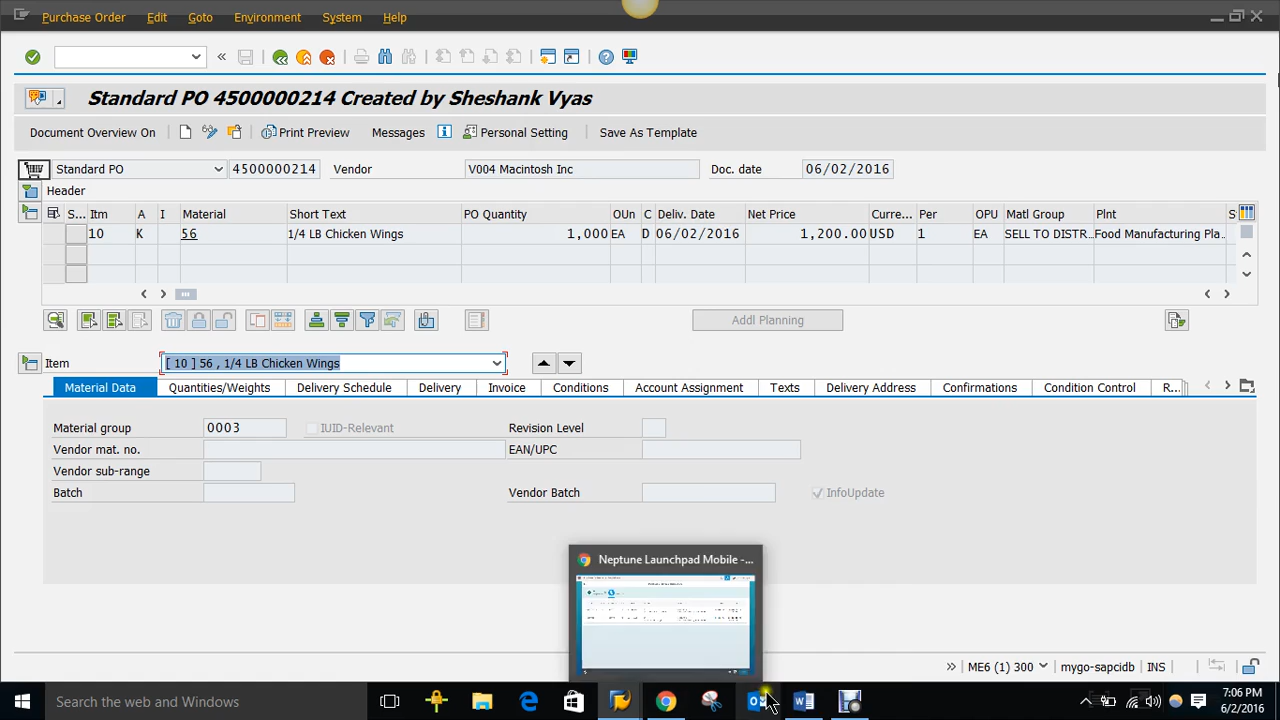 Purchase Order Edit Goto Environment System Help
Standard PO 4500000214 Created by Sheshank Vyas
Document Overview On Print Preview Messages Personal Setting Save As Template
Standard PO 4500000214 Vendor V004 Macintosh Inc Doc. date 06/02/2016
Header
S... Itm A I Material Short Text PO Quantity OUn C Deliv. Date Net Price Curre... Per OPU Matl Group Plnt S
10 K 56 1/4 LB Chicken Wings 1,000 EA D 06/02/2016 1,200.00 USD 1 EA SELL TO DISTR... Food Manufacturing Pla...
Addl Planning
Item [ 10 ] 56 , 1/4 LB Chicken Wings
Material Data Quantities/Weights Delivery Schedule Delivery Invoice Conditions Account Assignment Texts Delivery Address Confirmations Condition Control R...
Material group 0003 IUID-Relevant Revision Level
Vendor mat. no. EAN/UPC
Vendor sub-range
Batch Vendor Batch InfoUpdate
Neptune Launchpad Mobile -...
ME6 (1) 300 mygo-sapcidb INS
Search the web and Windows
7:06 PM
6/2/2016